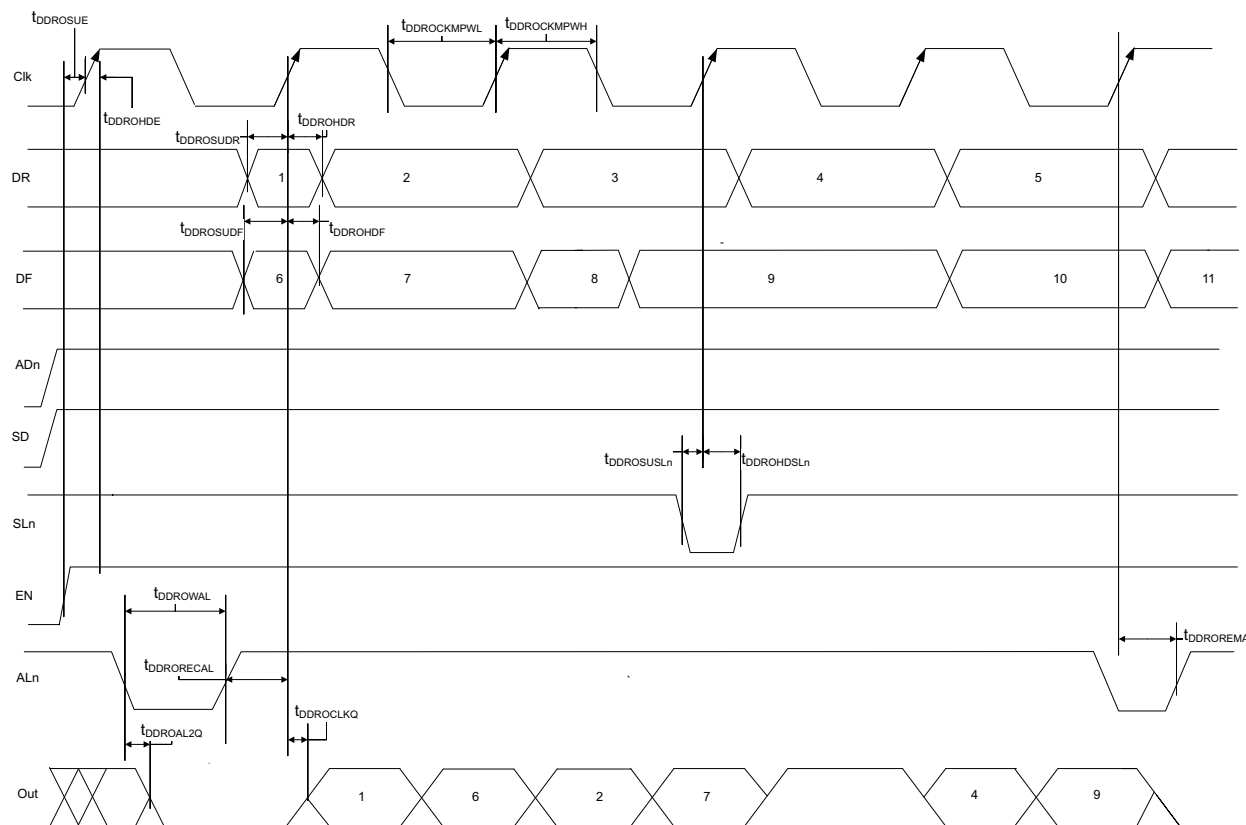 tDDROSUE
tDDROCKMPWL
tDDROCKMPWH
Clk
tDDROHDE
tDDROSUDR
tDDROHDR
DR
1
2
3
4
5
tDDROSUDF
tDDROHDF
DF
6
7
8
9
10
11
ADn
SD
tDDROSUSLn
tDDROHDSLn
SLn
EN
tDDROWAL
tDDRORECAL
tDDROREMA
ALn
tDDROAL2Q
tDDROCLKQ
Out
1
6
2
7
4
9